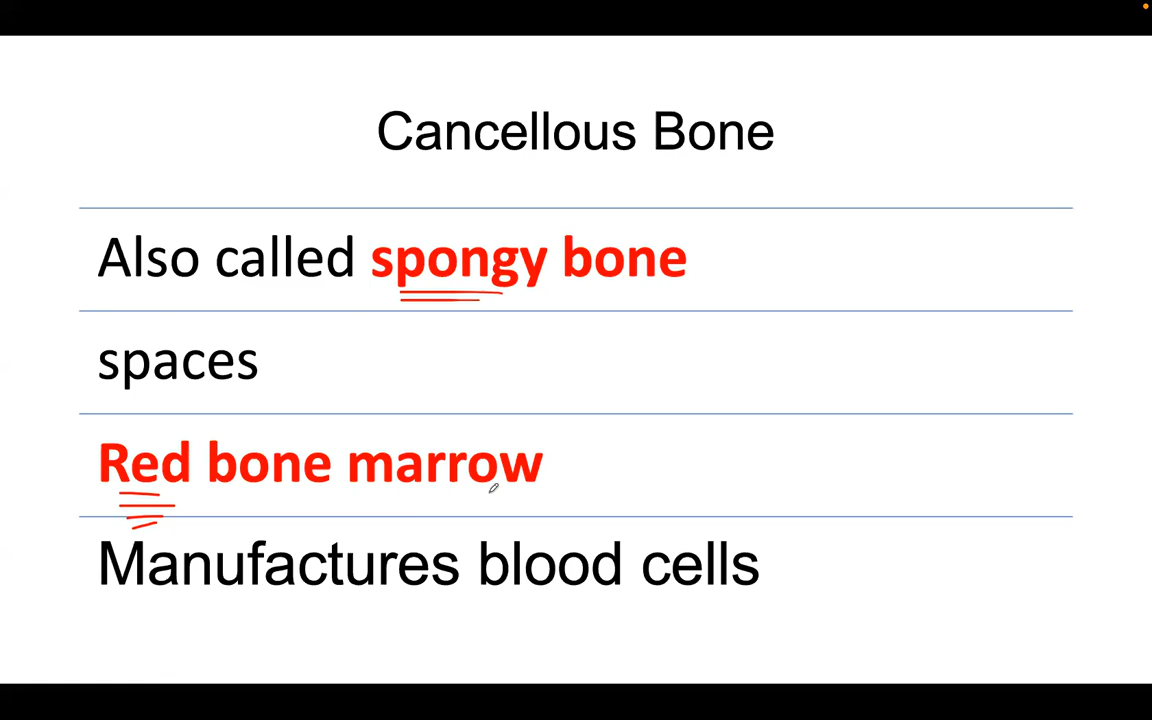 Cancellous Bone
Also called spongy bone
spaces
Red bone marrow
Manufactures blood cells